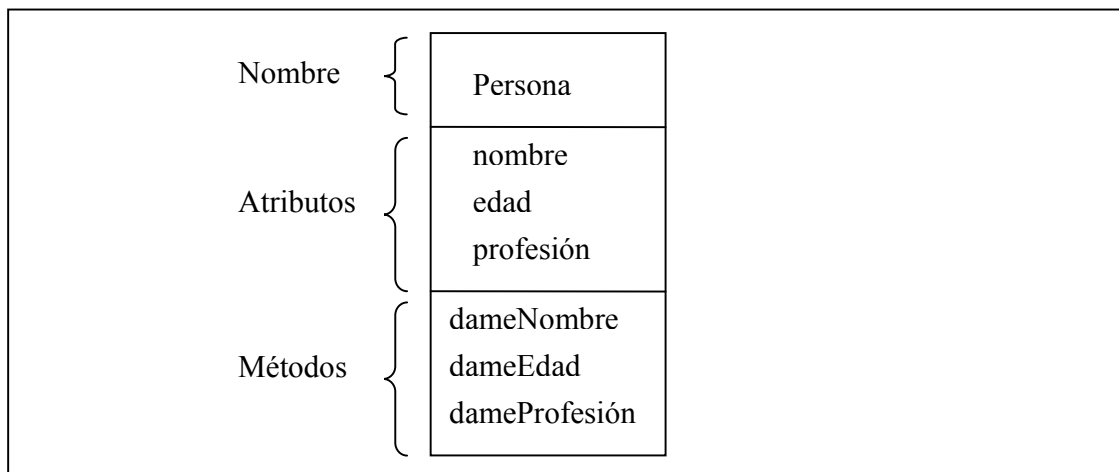 Nombre
Persona
Atributos
nombre
edad
profesión
Métodos
dameNombre
dameEdad
dameProfesión